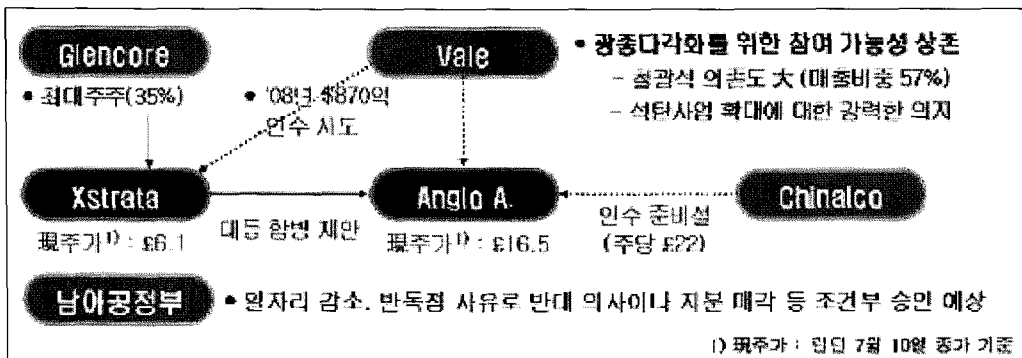 Glencore
Vale
• 광종다각화를 위한 참여 가능성 상존
– 철광석 의존도 大 (매출비중 57%)
– 석탄사업 확대에 대한 강력한 의지
• 최대주주(35%)
• '08년 $870억
인수 시도
Xstrata
Anglo A.
Chinalco
現주가¹⁾ : £6.1
대등 합병 제안
現주가¹⁾ : £16.5
인수 준비설
(주당 £22)
남아공정부
• 일자리 감소, 반독점 사유로 반대 의사이나 지분 매각 등 조건부 승인 예상
1) 現주가 : 런던 7월 10일 종가 기준